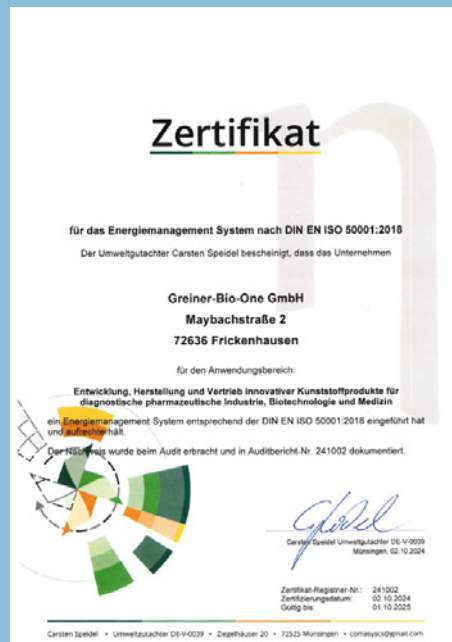 Zertifikat
für das Energiemanagement System nach DIN EN ISO 50001:2018
Der Umweltgutachter Carsten Speidel bescheinigt, dass das Unternehmen
Greiner-Bio-One GmbH
Maybachstraße 2
72636 Frickenhausen
für den Anwendungsbereich:
Entwicklung, Herstellung und Vertrieb innovativer Kunststoffprodukte für
diagnostische pharmazeutische Industrie, Biotechnologie und Medizin
ein Energiemanagement System entsprechend der DIN EN ISO 50001:2018 eingeführt hat
und aufrechterhält.
Der Nachweis wurde beim Audit erbracht und in Auditbericht-Nr. 241002 dokumentiert.
Carsten Speidel Umweltgutachter DE-V-0039
Münsingen, 02.10.2024
Zertifikat-Registrier-Nr.: 241002
Zertifizierungsdatum: 02.10.2024
Gültig bis: 01.10.2025
Carsten Speidel • Umweltgutachter DE-V-0039 • Ziegelhäuser 20 • 72525 Münsingen • comasycs@gmail.com